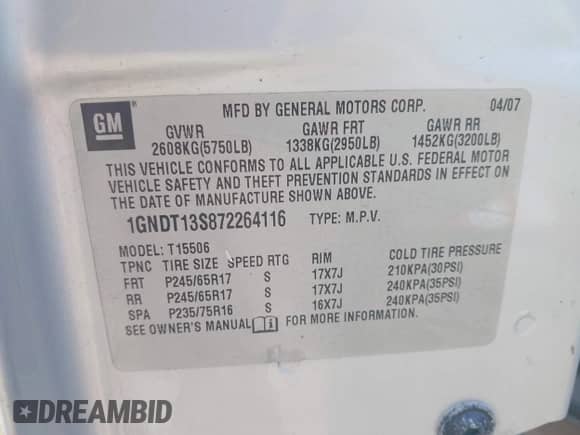 GM ®
MFD BY GENERAL MOTORS CORP. 04/07
GVWR GAWR FRT GAWR RR
2608KG(5750LB) 1338KG(2950LB) 1452KG(3200LB)
THIS VEHICLE CONFORMS TO ALL APPLICABLE U.S. FEDERAL MOTOR
VEHICLE SAFETY AND THEFT PREVENTION STANDARDS IN EFFECT ON
THE DATE OF MANUFACTURE SHOWN ABOVE.
1GNDT13S872264116 TYPE: M.P.V.
MODEL: T15506
TPNC TIRE SIZE SPEED RTG RIM COLD TIRE PRESSURE
FRT P245/65R17 S 17X7J 210KPA(30PSI)
RR P245/65R17 S 17X7J 240KPA(35PSI)
SPA P235/75R16 S 16X7J 240KPA(35PSI)
SEE OWNER'S MANUAL i FOR MORE INFORMATION.
DREAMBID